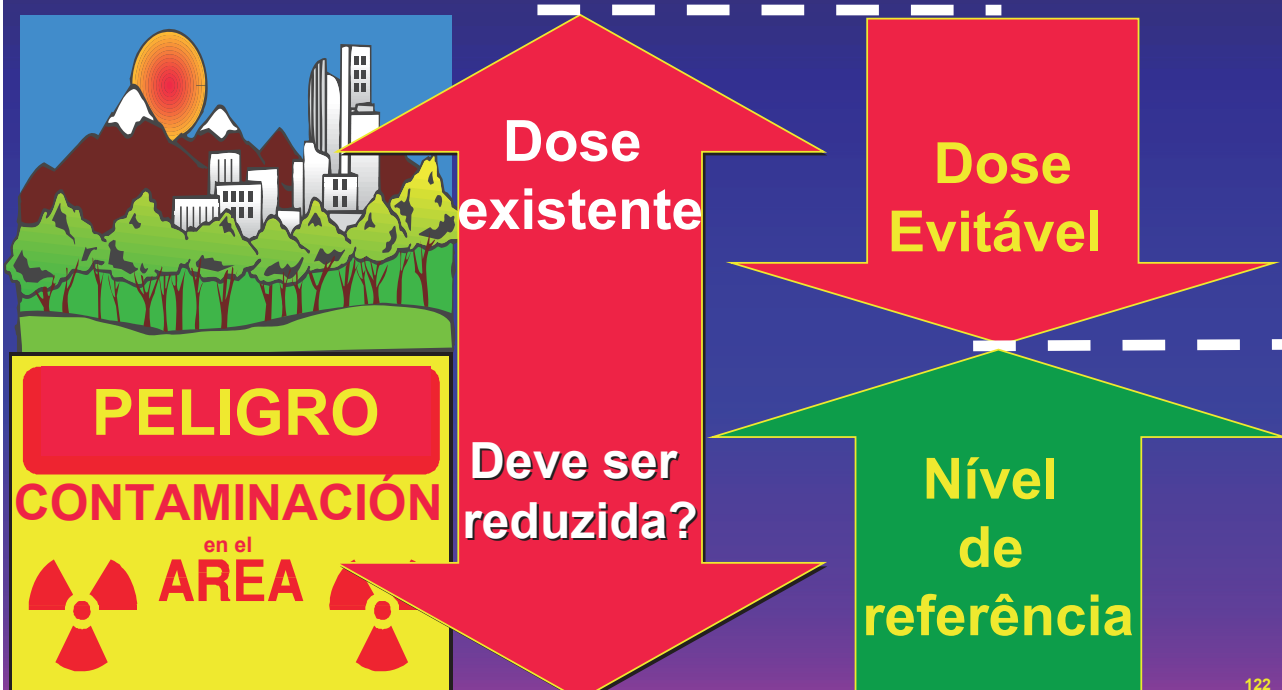 Dose
existente
Deve ser
reduzida?
Dose
Evitável
Nível
de
referência
PELIGRO
CONTAMINACIÓN
en el
AREA
122